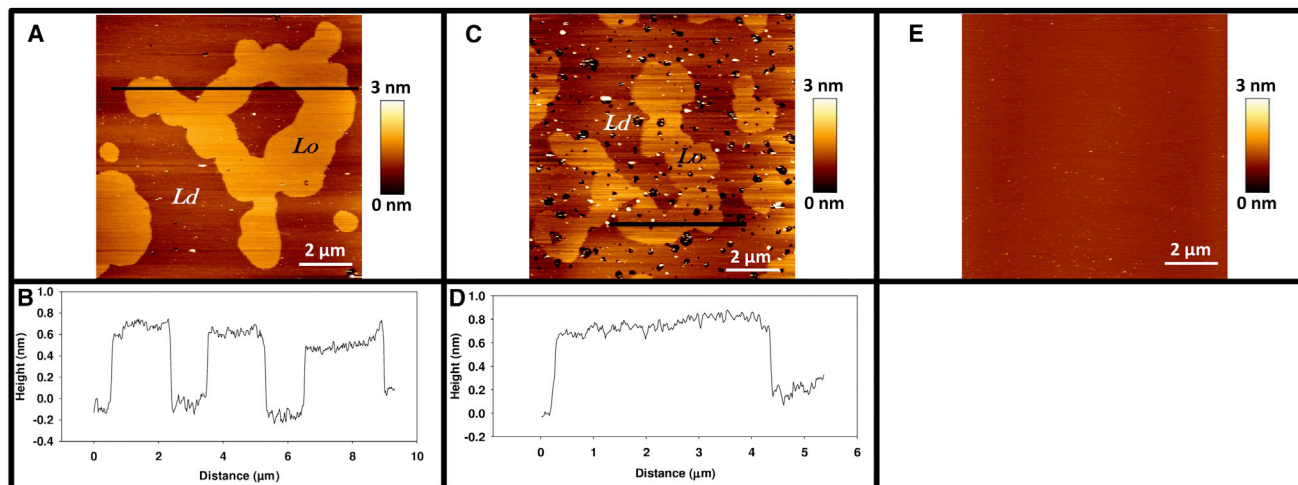 A
Lo
Ld
2 µm
3 nm
0 nm
C
Ld
Lo
2 µm
3 nm
0 nm
E
2 µm
3 nm
0 nm
B
Height (nm)
1.0
0.8
0.6
0.4
0.2
0.0
-0.2
-0.4
0 2 4 6 8 10
Distance (µm)
D
Height (nm)
1.0
0.8
0.6
0.4
0.2
0.0
-0.2
0 1 2 3 4 5 6
Distance (µm)